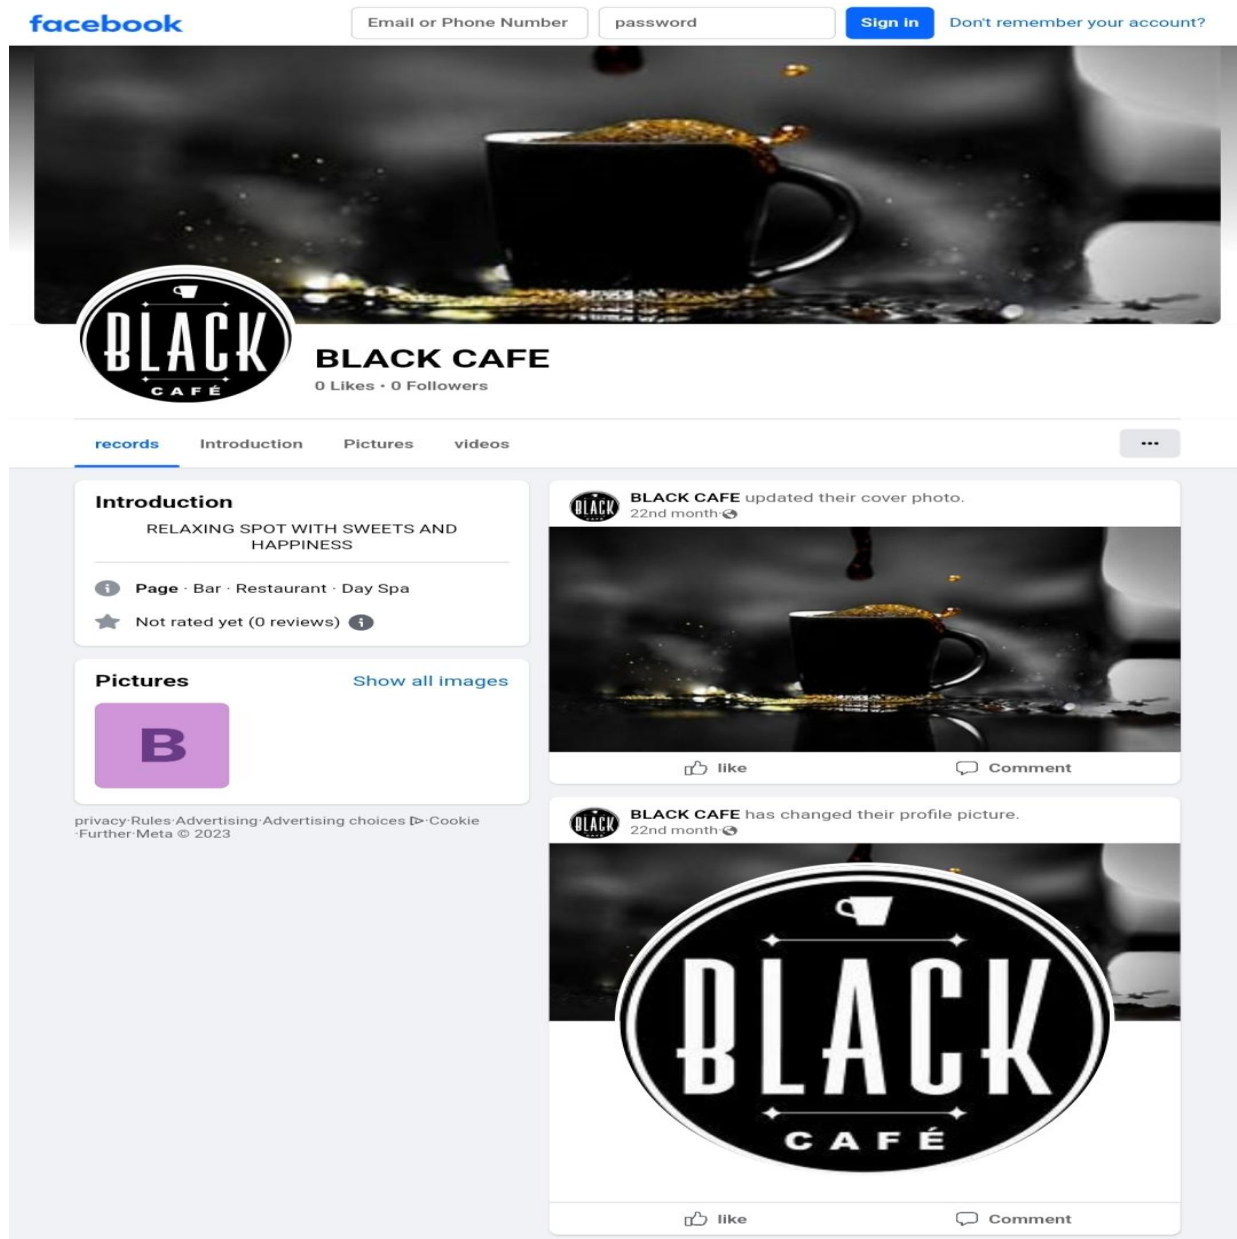 facebook
Email or Phone Number
password
Sign in
Don't remember your account?
BLACK
CAFÉ
BLACK CAFE
0 Likes · 0 Followers
records
Introduction
Pictures
videos
Introduction
RELAXING SPOT WITH SWEETS AND
HAPPINESS
Page · Bar · Restaurant · Day Spa
Not rated yet (0 reviews)
Pictures
Show all images
B
privacy·Rules·Advertising·Advertising choices ·Cookie
·Further·Meta © 2023
BLACK
BLACK CAFE updated their cover photo.
22nd month·
like
Comment
BLACK
BLACK CAFE has changed their profile picture.
22nd month·
BLACK
CAFÉ
like
Comment